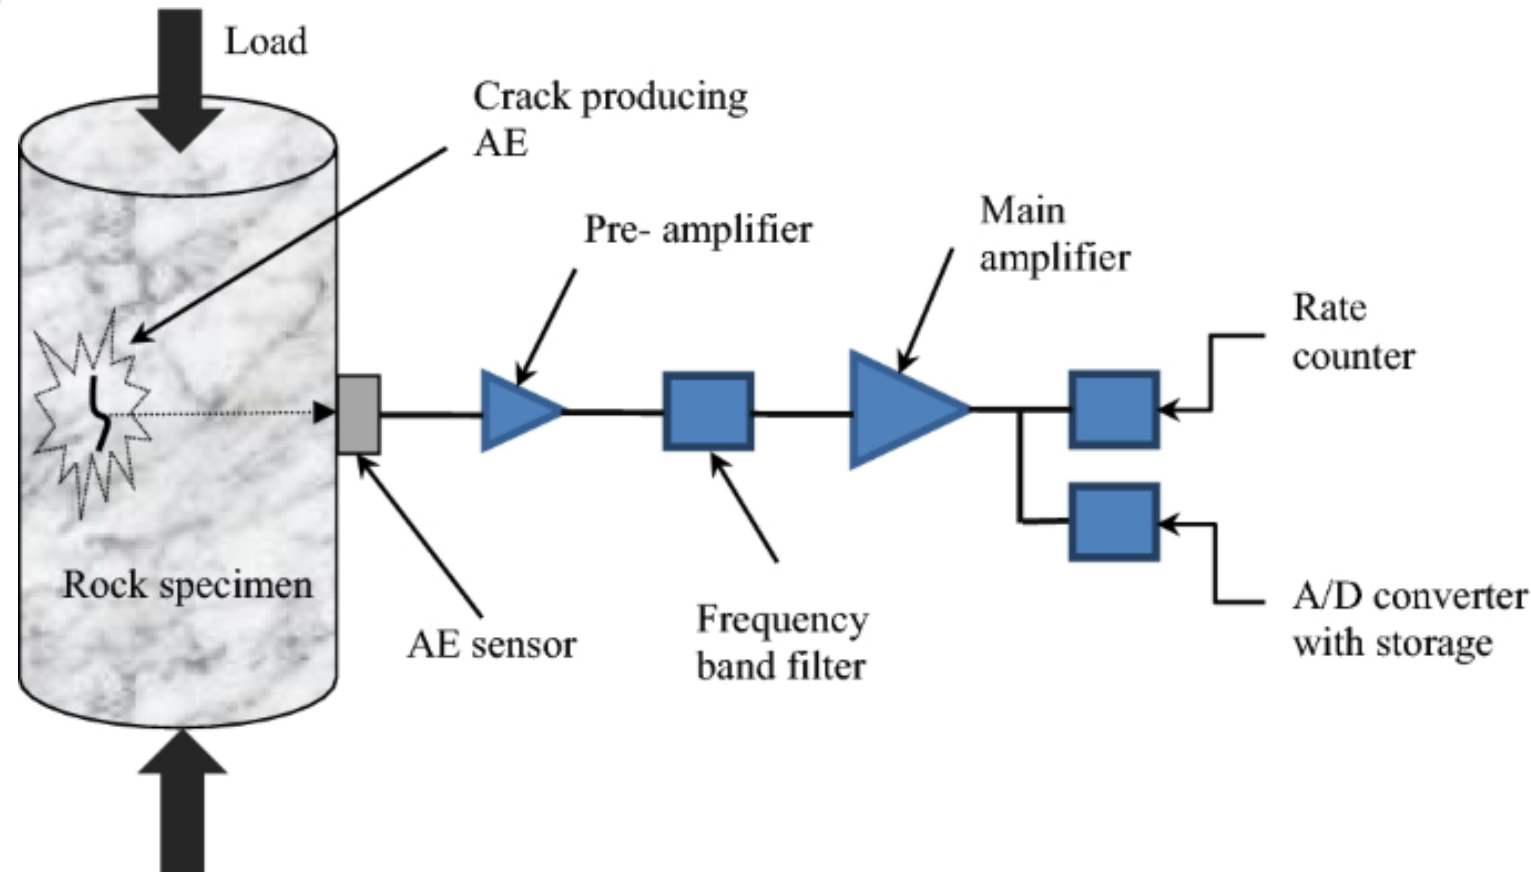 Load
Crack producing
AE
Pre- amplifier
Main
amplifier
Rate
counter
Rock specimen
AE sensor
Frequency
band filter
A/D converter
with storage